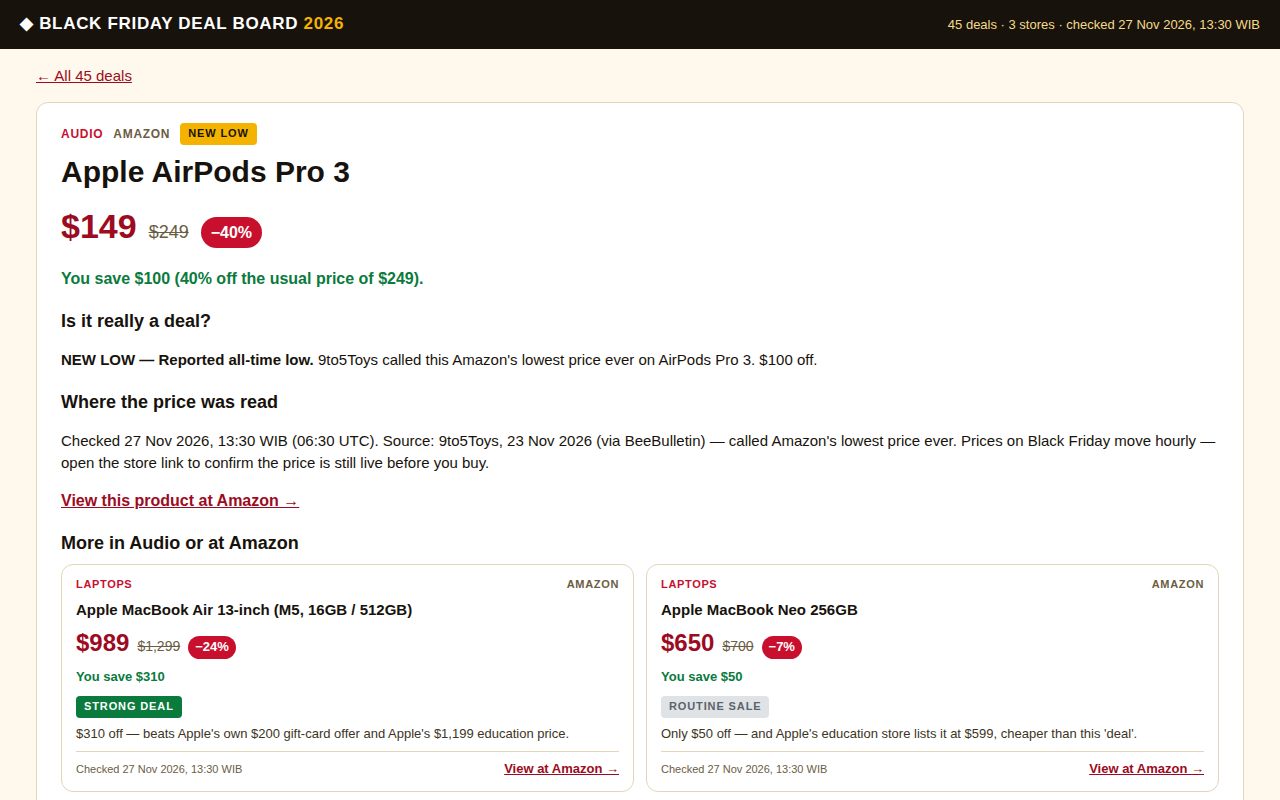 ◆ BLACK FRIDAY DEAL BOARD 2026
45 deals · 3 stores · checked 27 Nov 2026, 13:30 WIB
← All 45 deals
AUDIO AMAZON NEW LOW
Apple AirPods Pro 3
$149 $249 −40%
You save $100 (40% off the usual price of $249).
Is it really a deal?
NEW LOW — Reported all-time low. 9to5Toys called this Amazon's lowest price ever on AirPods Pro 3. $100 off.
Where the price was read
Checked 27 Nov 2026, 13:30 WIB (06:30 UTC). Source: 9to5Toys, 23 Nov 2026 (via BeeBulletin) — called Amazon's lowest price ever. Prices on Black Friday move hourly —
open the store link to confirm the price is still live before you buy.
View this product at Amazon →
More in Audio or at Amazon
LAPTOPS AMAZON
Apple MacBook Air 13-inch (M5, 16GB / 512GB)
$989 $1,299 −24%
You save $310
STRONG DEAL
$310 off — beats Apple's own $200 gift-card offer and Apple's $1,199 education price.
Checked 27 Nov 2026, 13:30 WIB View at Amazon →
LAPTOPS AMAZON
Apple MacBook Neo 256GB
$650 $700 −7%
You save $50
ROUTINE SALE
Only $50 off — and Apple's education store lists it at $599, cheaper than this 'deal'.
Checked 27 Nov 2026, 13:30 WIB View at Amazon →